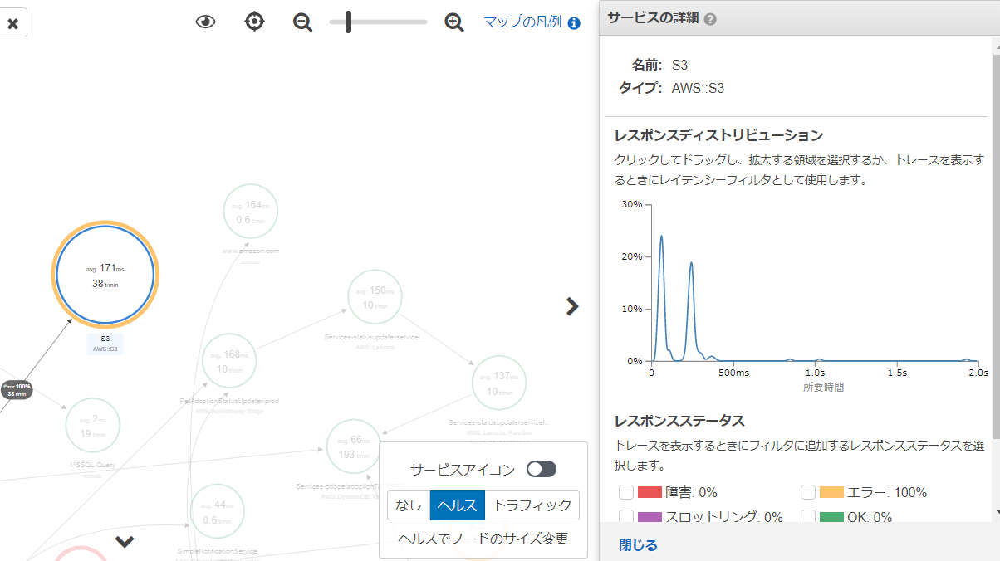 マップの凡例
サービスの詳細
名前: S3
タイプ: AWS::S3
レスポンスディストリビューション
クリックしてドラッグし、拡大する領域を選択するか、トレースを表示す
るときにレイテンシーフィルタとして使用します。
30%
20%
10%
0%
0 500ms 1.0s 1.5s 2.0s
所要時間
レスポンスステータス
トレースを表示するときにフィルタに追加するレスポンスステータスを選
択します。
障害: 0%
エラー: 100%
スロットリング: 0%
OK: 0%
閉じる
avg. 164ms
0.6 t/min
www.amazon.com
remote
avg. 171ms
38 t/min
S3
AWS::S3
avg. 150ms
10 t/min
Services-statusupdaterservicel...
AWS::Lambda
avg. 168ms
10 t/min
PetAdoptionStatusUpdater/prod
AWS::ApiGateway::Stage
avg. 137ms
10 t/min
Services-statusupdaterservicel...
AWS::Lambda::Function
Error 100%
38 t/min
avg. 2ms
19 t/min
MSSQL Query
remote
avg. 66ms
193 t/min
Services-ddbpetadoption7
AWS::DynamoDB::Ta
avg. 44ms
0.6 t/min
SimpleNotificationService
サービスアイコン
なし ヘルス トラフィック
ヘルスでノードのサイズ変更